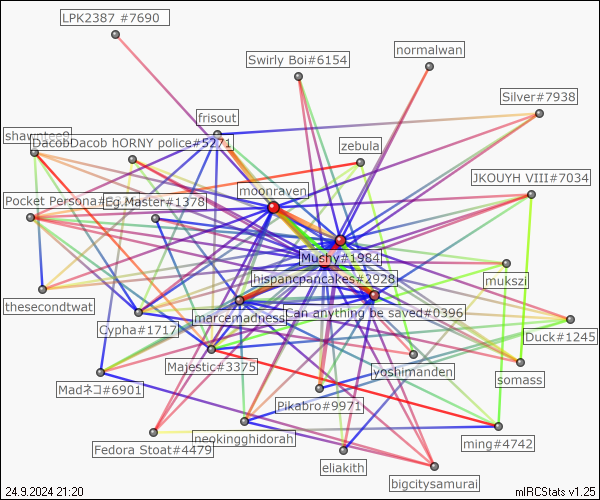 LPK2387 #7690
normalwan
Swirly Boi#6154
Silver#7938
frisout
DacobDacob hORNY police#5271
zebula
JKOUYH VIII#7034
moonraven
Pocket Persona#
Eg.Master#1378
Mushy#1984
hispancpancakes#2928
mukszi
thesecondtwat
marcemadness
Can anything be saved#0396
Cypha#1717
Duck#1245
Majestic#3375
yoshimanden
somass
Madネコ#6901
Pikabro#9971
neokingghidorah
ming#4742
Fedora Stoat#4479
eliakith
bigcitysamurai
24.9.2024 21:20
mIRCStats v1.25